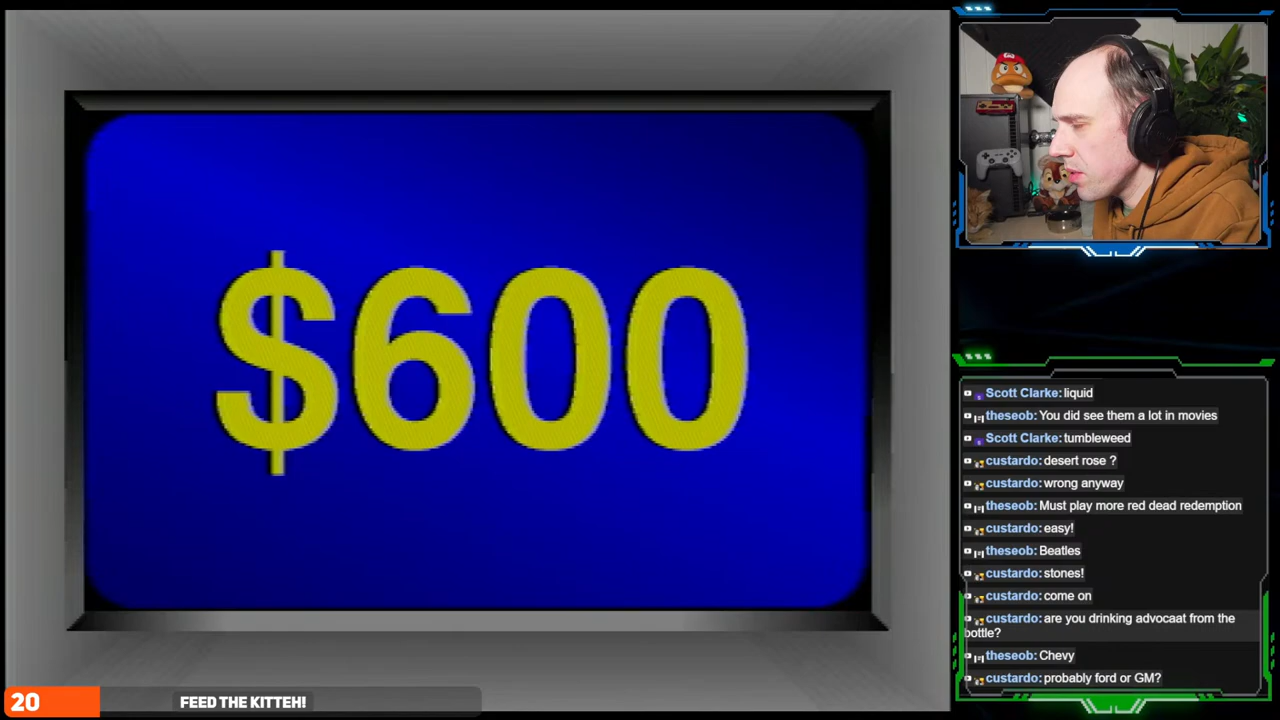 $600
Scott Clarke: liquid
theseob: You did see them a lot in movies
Scott Clarke: tumbleweed
custardo: desert rose ?
custardo: wrong anyway
theseob: Must play more red dead redemption
custardo: easy!
theseob: Beatles
custardo: stones!
custardo: come on
custardo: are you drinking advocaat from the
bottle?
theseob: Chevy
custardo: probably ford or GM?
20
FEED THE KITTEH!